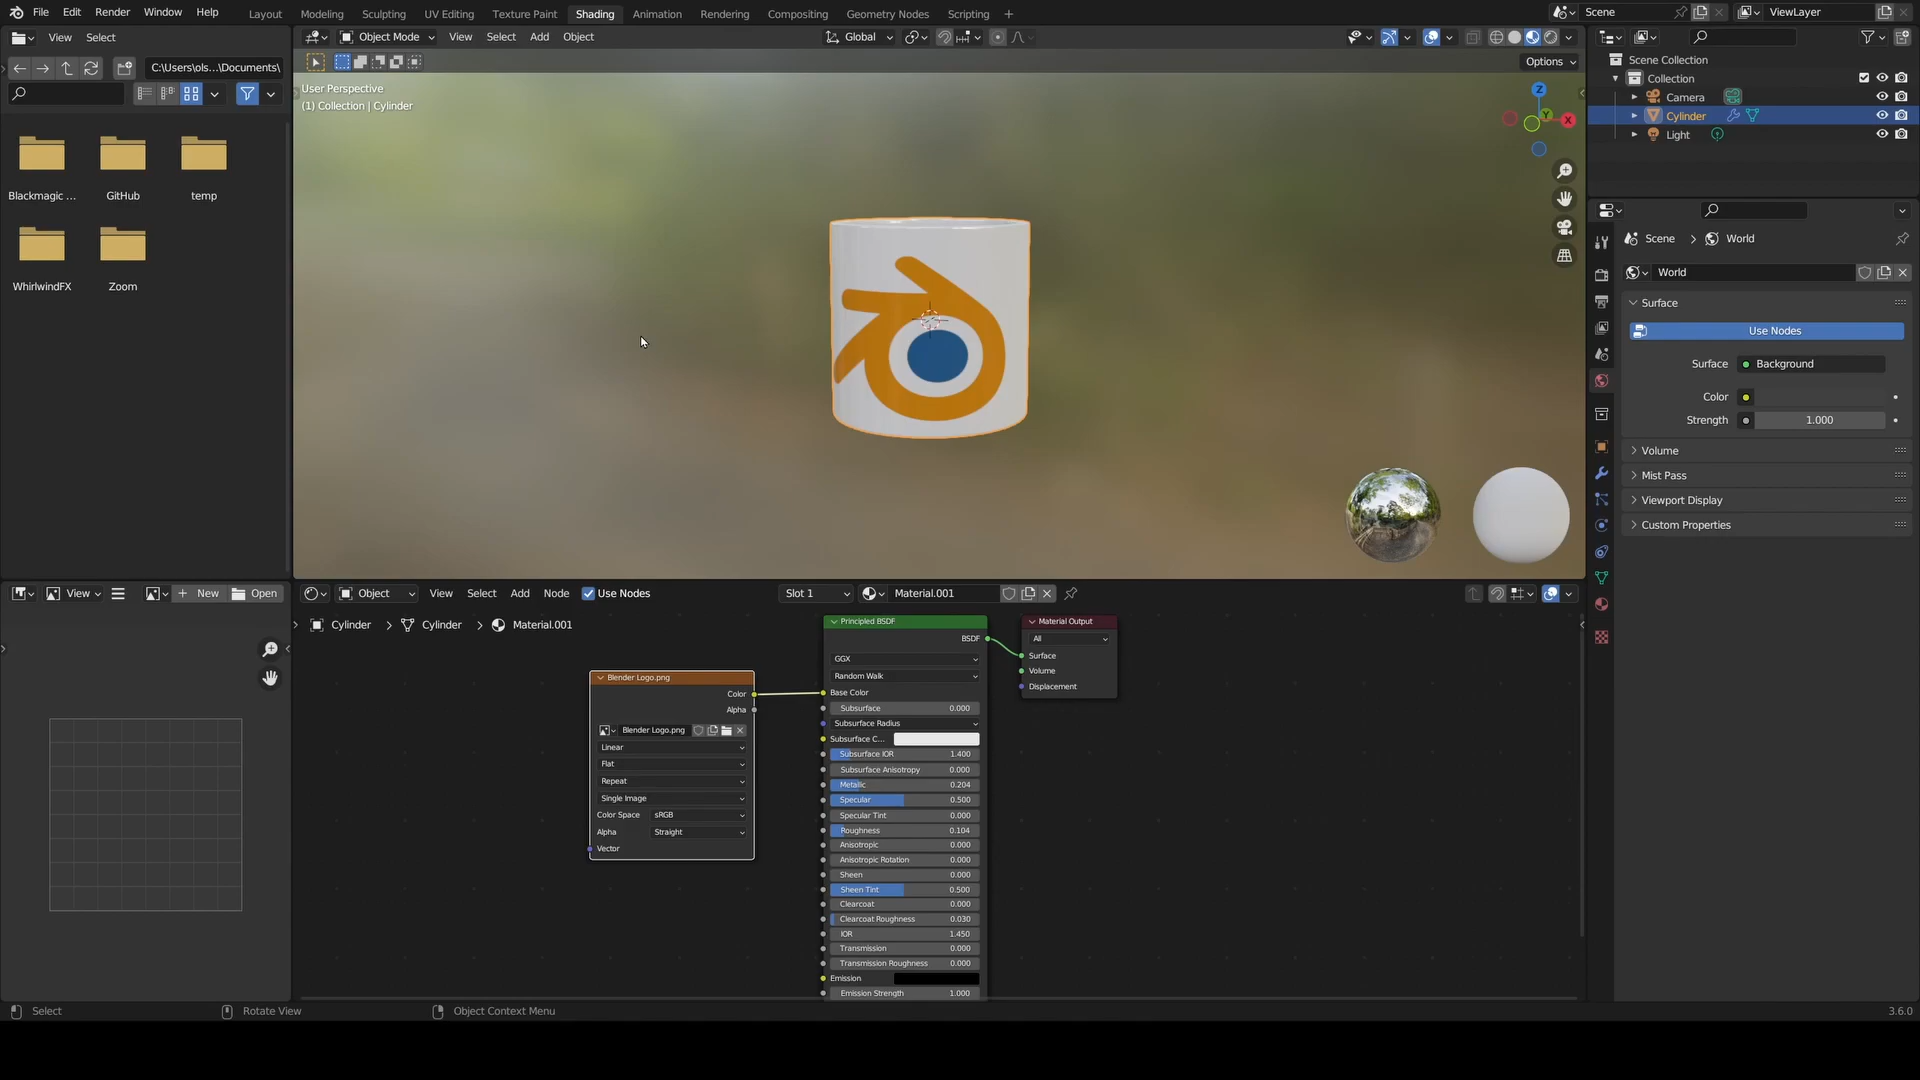 File Edit Render Window Help Layout Modeling Sculpting UV Editing Texture Paint Shading Animation Rendering Compositing Geometry Nodes Scripting + Scene ViewLayer
View Select
Object Mode View Select Add Object Global
C:\Users\ols...\Documents\
Options
User Perspective
(1) Collection | Cylinder
Z
Y
X
Blackmagic ...
GitHub
temp
WhirlwindFX
Zoom
Scene Collection
Collection
Camera
Cylinder
Light
Scene > World
World
Surface
Use Nodes
Surface Background
Color
Strength 1.000
Volume
Mist Pass
Viewport Display
Custom Properties
View + New Open
Object View Select Add Node Use Nodes Slot 1 Material.001
Cylinder > Cylinder > Material.001
Blender Logo.png
Color
Alpha
Blender Logo.png
Linear
Flat
Repeat
Single Image
Color Space sRGB
Alpha Straight
Vector
Principled BSDF
BSDF
GGX
Random Walk
Base Color
Subsurface 0.000
Subsurface Radius
Subsurface C...
Subsurface IOR 1.400
Subsurface Anisotropy 0.000
Metallic 0.204
Specular 0.500
Specular Tint 0.000
Roughness 0.104
Anisotropic 0.000
Anisotropic Rotation 0.000
Sheen 0.000
Sheen Tint 0.500
Clearcoat 0.000
Clearcoat Roughness 0.030
IOR 1.450
Transmission 0.000
Transmission Roughness 0.000
Emission
Emission Strength 1.000
Material Output
All
Surface
Volume
Displacement
Select Rotate View Object Context Menu 3.6.0